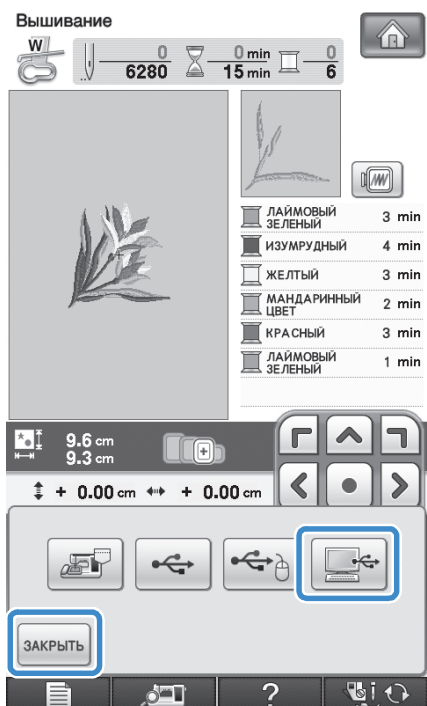 Вышивание
W
0
6280
0 min
15 min
0
6
ЛАЙМОВЫЙ
ЗЕЛЕНЫЙ 3 min
ИЗУМРУДНЫЙ 4 min
ЖЕЛТЫЙ 3 min
МАНДАРИННЫЙ
ЦВЕТ 2 min
КРАСНЫЙ 3 min
ЛАЙМОВЫЙ
ЗЕЛЕНЫЙ 1 min
9.6 cm
9.3 cm
+ 0.00 cm + 0.00 cm
ЗАКРЫТЬ
?